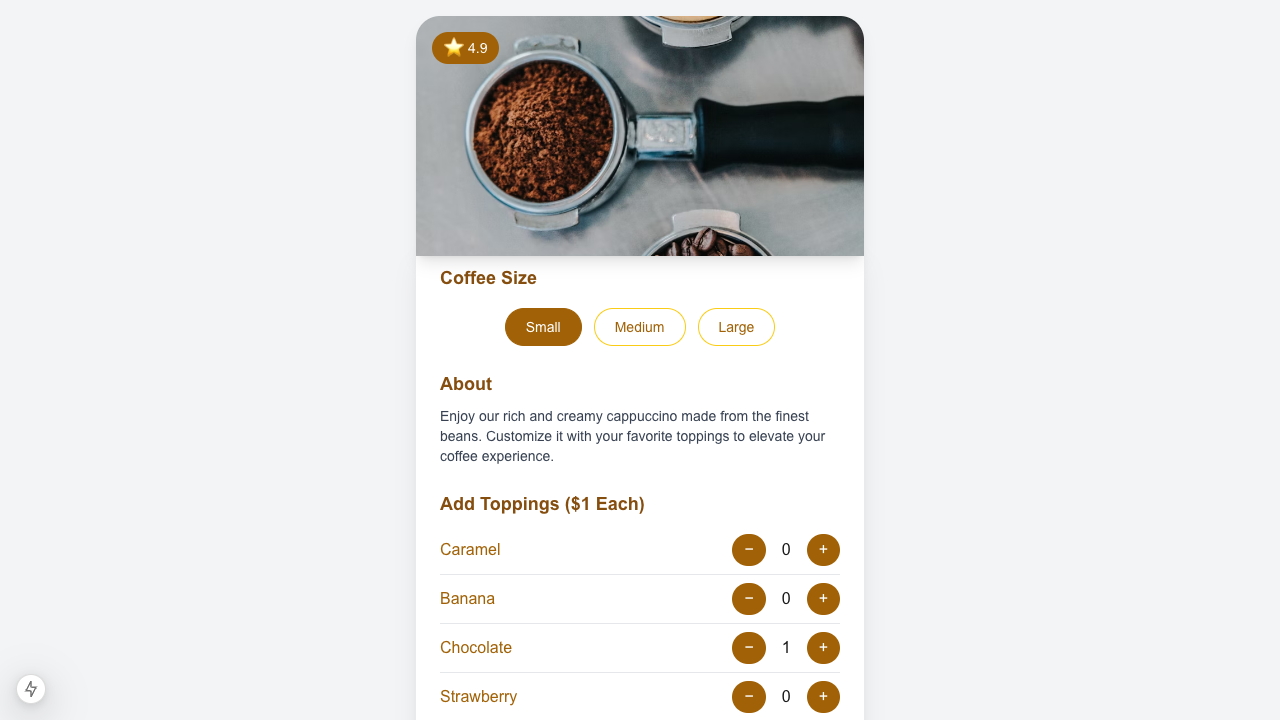 ⭐ 4.9
Coffee Size
Small Medium Large
About
Enjoy our rich and creamy cappuccino made from the finest
beans. Customize it with your favorite toppings to elevate your
coffee experience.
Add Toppings ($1 Each)
Caramel − 0 +
Banana − 0 +
Chocolate − 1 +
Strawberry − 0 +